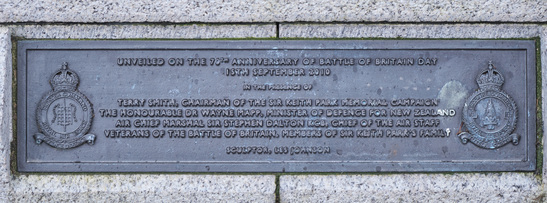 UNVEILED ON THE 70TH ANNIVERSARY OF BATTLE OF BRITAIN DAY
15TH SEPTEMBER 2010
IN THE PRESENCE OF
TERRY SMITH, CHAIRMAN OF THE SIR KEITH PARK MEMORIAL CAMPAIGN
THE HONOURABLE DR WAYNE MAPP, MINISTER OF DEFENCE FOR NEW ZEALAND
AIR CHIEF MARSHAL SIR STEPHEN DALTON KCB, CHIEF OF THE AIR STAFF
VETERANS OF THE BATTLE OF BRITAIN, MEMBERS OF SIR KEITH PARK'S FAMILY
SCULPTOR, LES JOHNSON